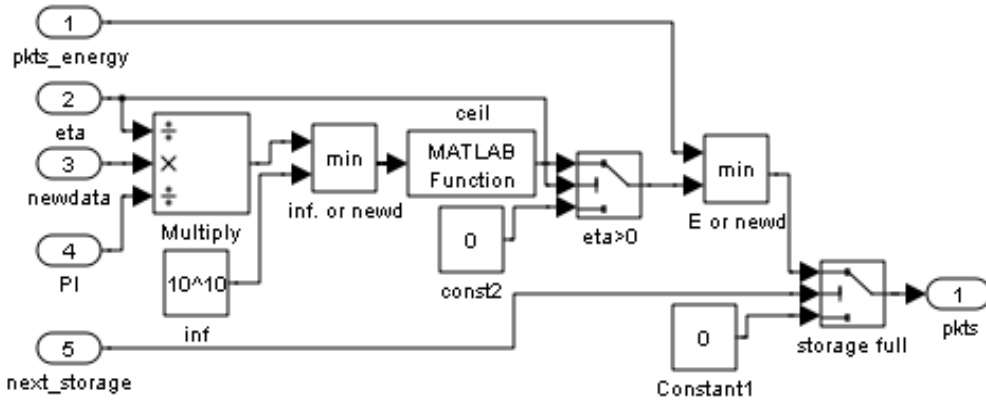 1
pkts_energy
2
eta
3
newdata
4
PI
5
next_storage
÷
×
÷
Multiply
10^10
inf
min
inf. or newd
ceil
MATLAB
Function
0
const2
eta>0
min
E or newd
0
Constant1
storage full
1
pkts